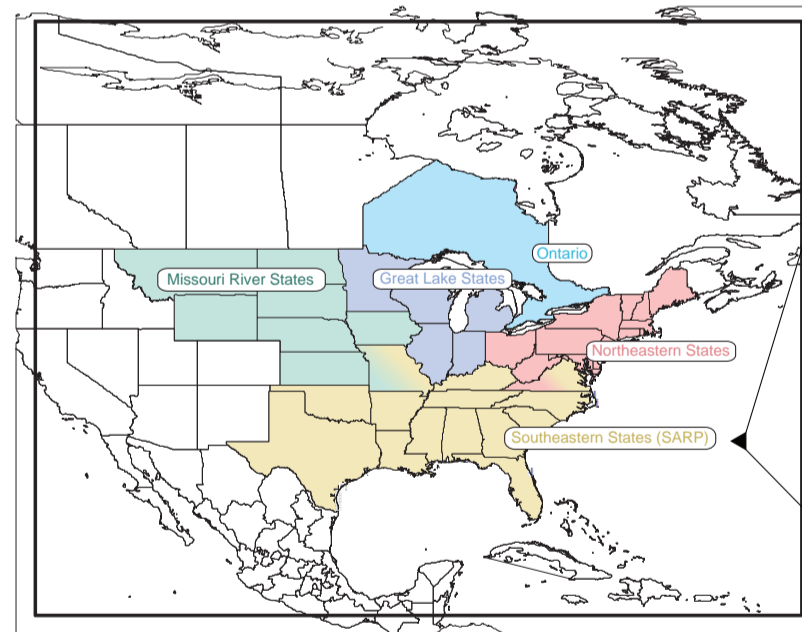 Ontario
Missouri River States
Great Lake States
Northeastern States
Southeastern States (SARP)